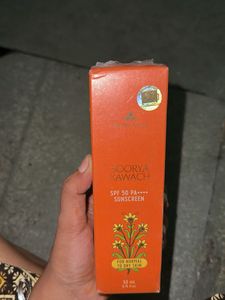 SOORYA
KAWACH
SPF 50 PA++++
SUNSCREEN
FOR NORMAL
TO DRY SKIN
50 mL